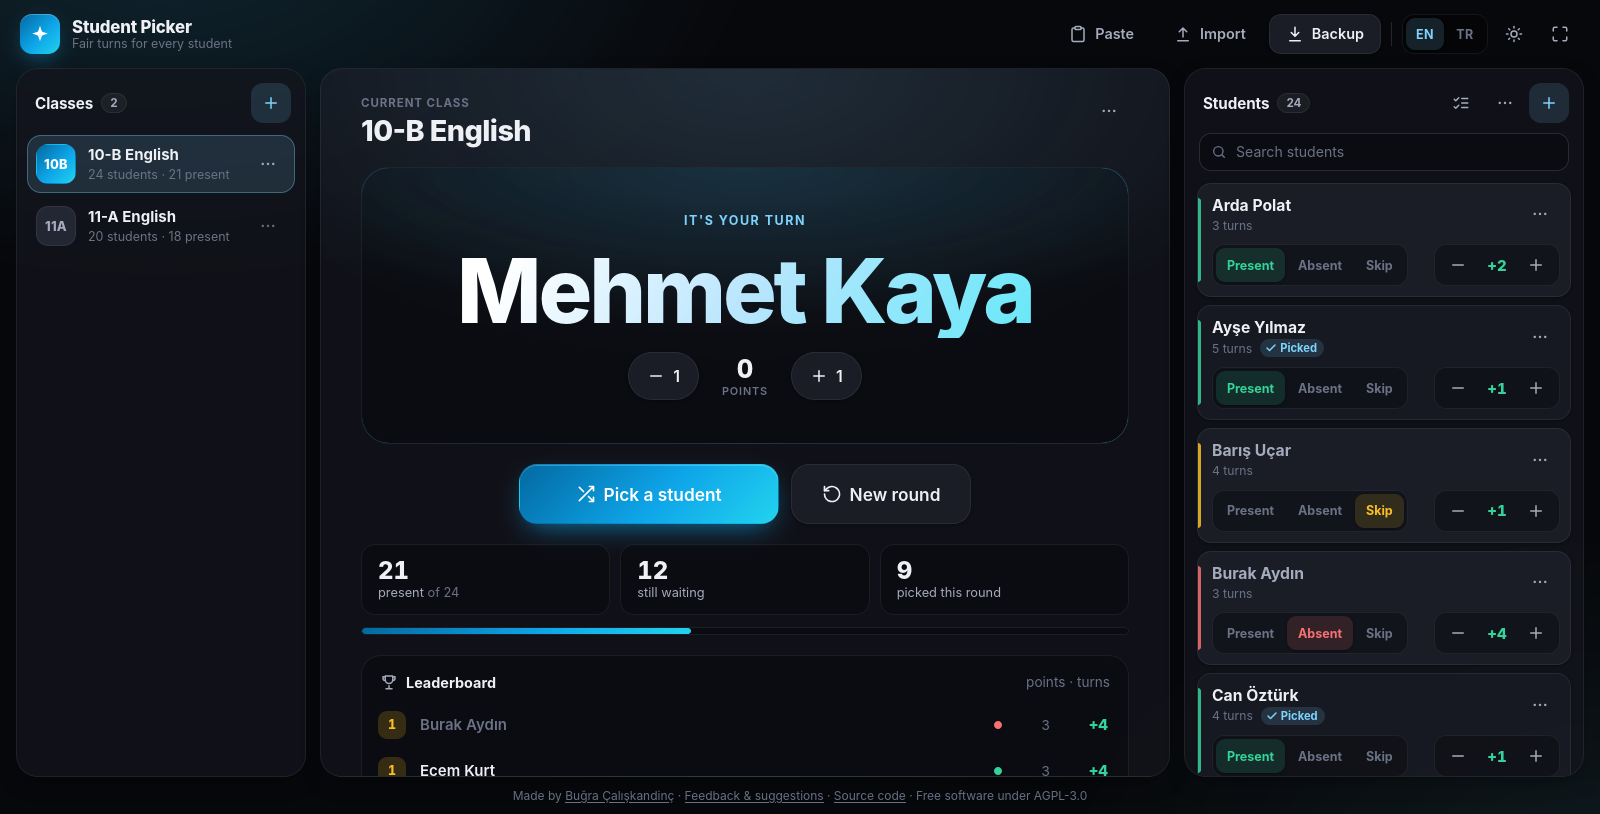 Student Picker
Fair turns for every student
Paste
Import
Backup
EN
TR
Classes 2
10B
10-B English
24 students · 21 present
11A
11-A English
20 students · 18 present
CURRENT CLASS
10-B English
IT'S YOUR TURN
Mehmet Kaya
− 1
0
POINTS
+ 1
Pick a student
New round
21
present of 24
12
still waiting
9
picked this round
Leaderboard
points · turns
1 Burak Aydın 3 +4
1 Ecem Kurt 3 +4
Students 24
Search students
Arda Polat
3 turns
Present Absent Skip − +2 +
Ayşe Yılmaz
5 turns Picked
Present Absent Skip − +1 +
Barış Uçar
4 turns
Present Absent Skip − +1 +
Burak Aydın
3 turns
Present Absent Skip − +4 +
Can Öztürk
4 turns Picked
Present Absent Skip − +1 +
Made by Buğra Çalışkandinç · Feedback & suggestions · Source code · Free software under AGPL-3.0